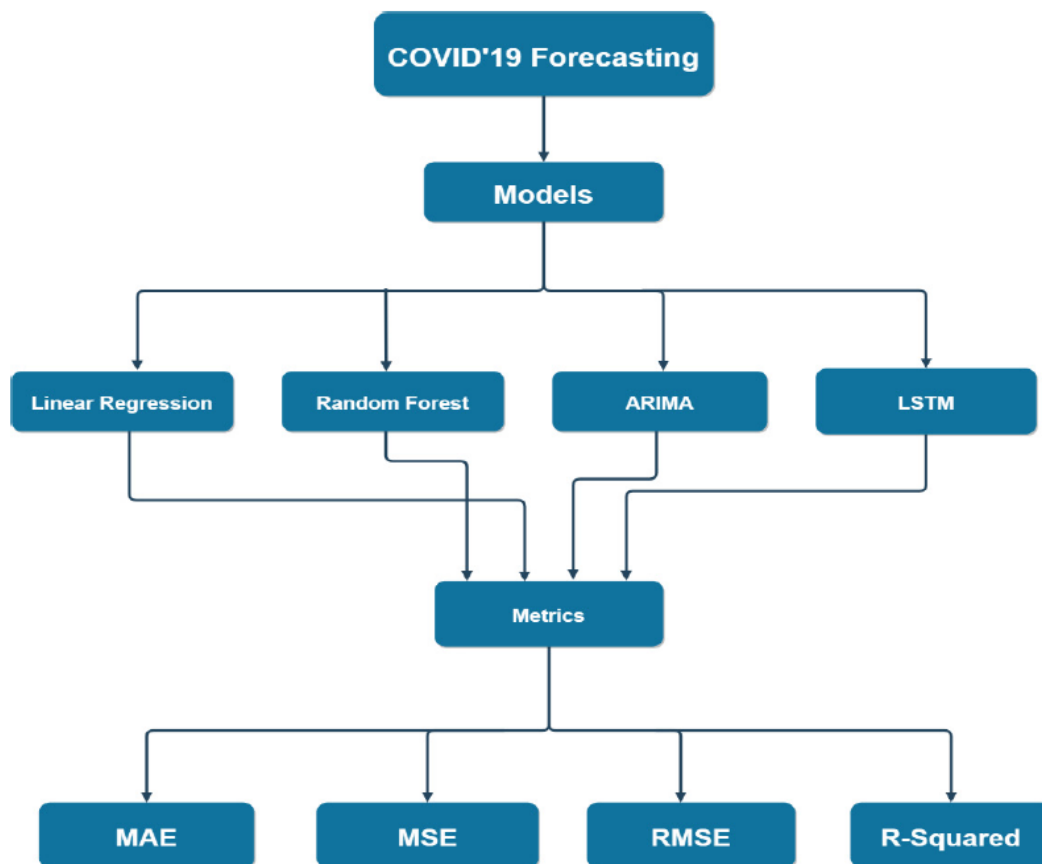 COVID'19 Forecasting
Models
Linear Regression
Random Forest
ARIMA
LSTM
Metrics
MAE
MSE
RMSE
R-Squared